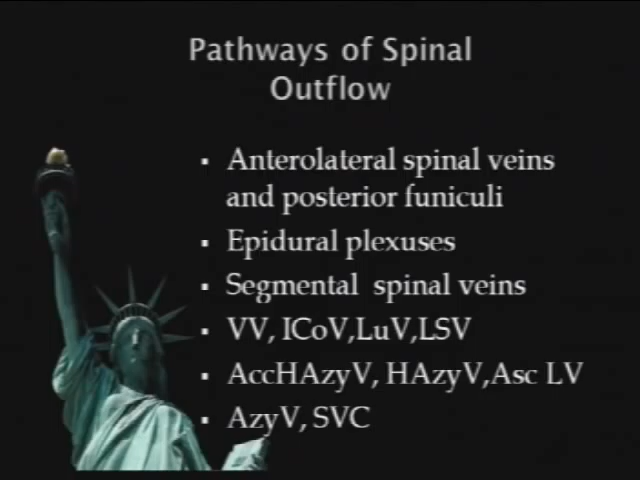 Pathways of Spinal
Outflow
▪ Anterolateral spinal veins
and posterior funiculi
▪ Epidural plexuses
▪ Segmental spinal veins
▪ VV, ICoV,LuV,LSV
▪ AccHAzyV, HAzyV,Asc LV
▪ AzyV, SVC